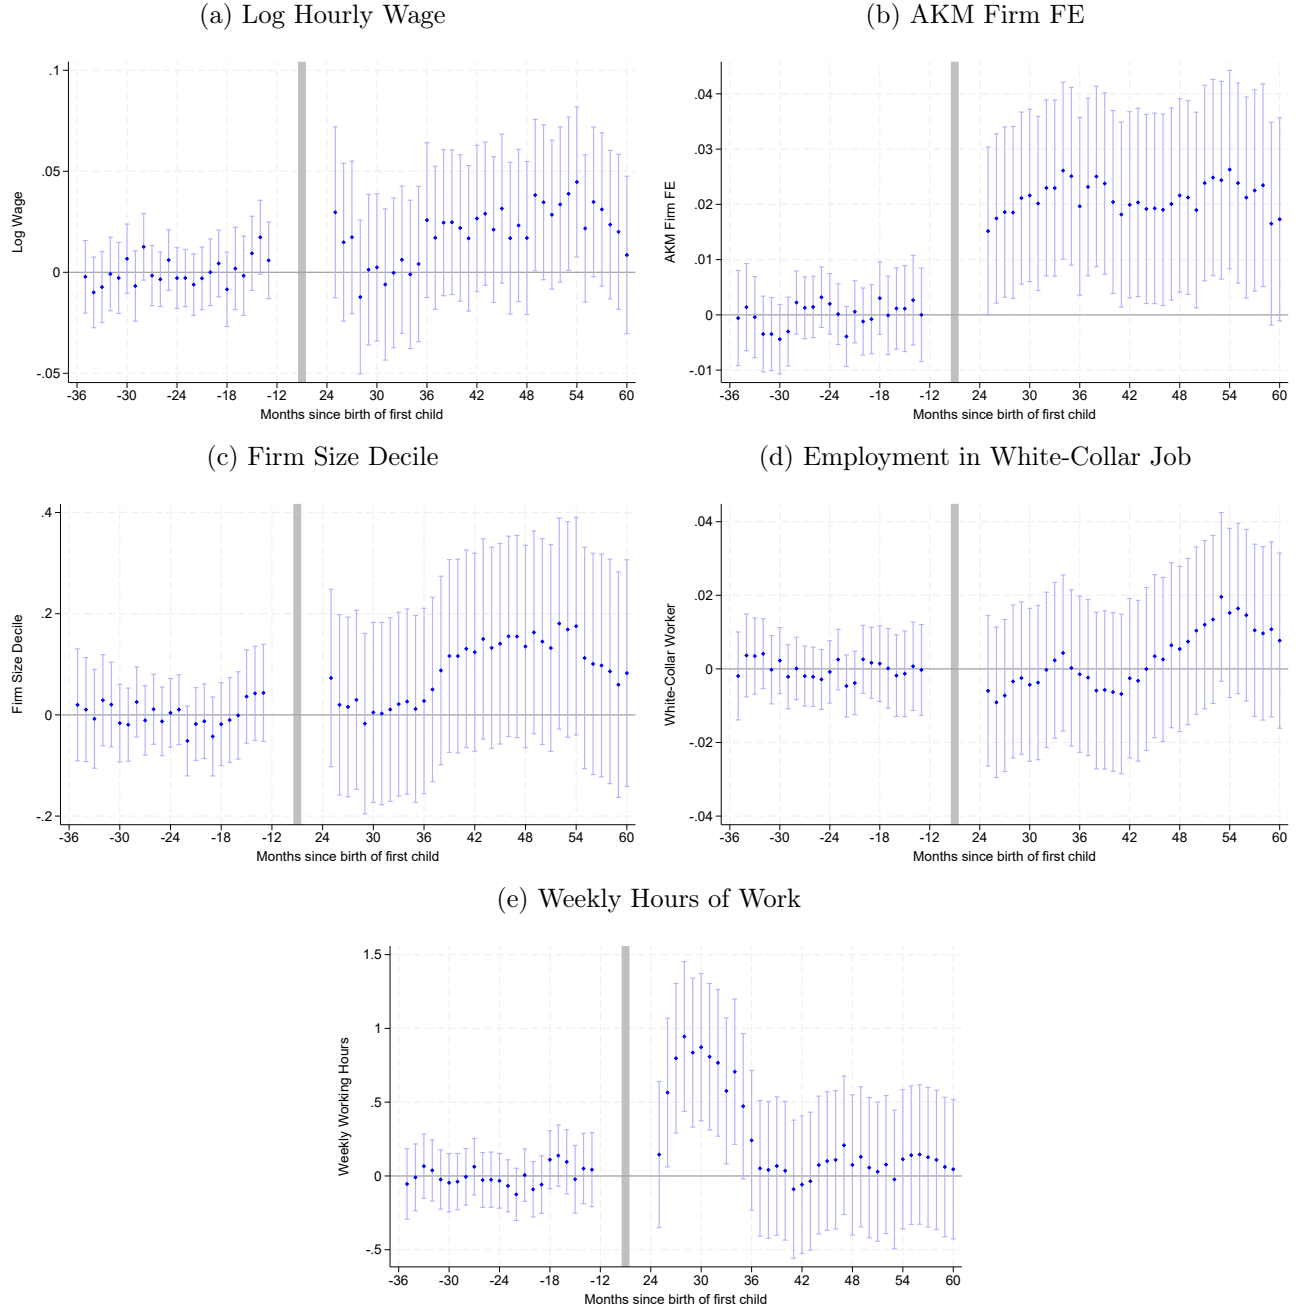 (a) Log Hourly Wage
Log Wage
.1
.05
0
-.05
-36 -30 -24 -18 -12 24 30 36 42 48 54 60
Months since birth of first child
(b) AKM Firm FE
AKM Firm FE
.04
.03
.02
.01
0
-.01
-36 -30 -24 -18 -12 24 30 36 42 48 54 60
Months since birth of first child
(c) Firm Size Decile
Firm Size Decile
.4
.2
0
-.2
-36 -30 -24 -18 -12 24 30 36 42 48 54 60
Months since birth of first child
(d) Employment in White-Collar Job
White-Collar Worker
.04
.02
0
-.02
-.04
-36 -30 -24 -18 -12 24 30 36 42 48 54 60
Months since birth of first child
(e) Weekly Hours of Work
Weekly Working Hours
1.5
1
.5
0
-.5
-36 -30 -24 -18 -12 24 30 36 42 48 54 60
Months since birth of first child